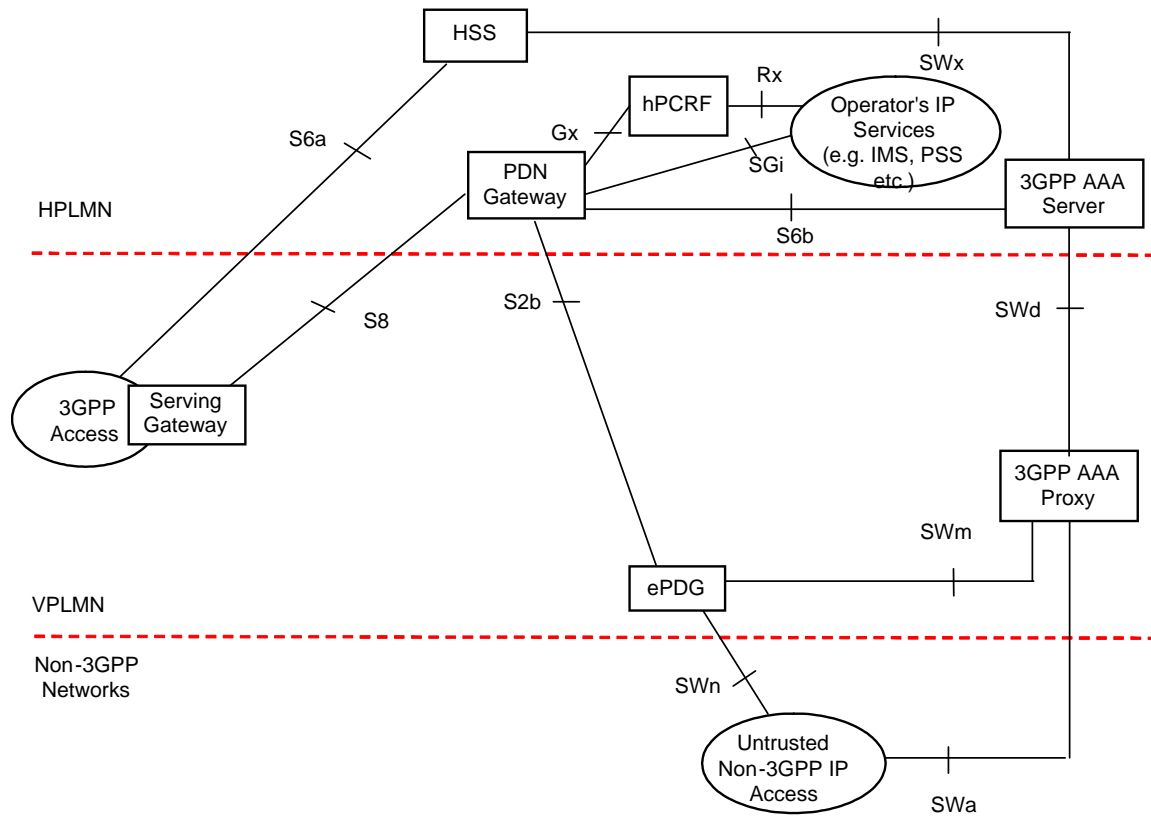 HSS
SWx
Rx
hPCRF
Operator's IP
Services
(e.g. IMS, PSS
etc.)
Gx
S6a
SGi
PDN
Gateway
3GPP AAA
Server
HPLMN
S6b
S2b
SWd
S8
3GPP
Access
Serving
Gateway
3GPP AAA
Proxy
SWm
ePDG
VPLMN
Non-3GPP
Networks
SWn
Untrusted
Non-3GPP IP
Access
SWa